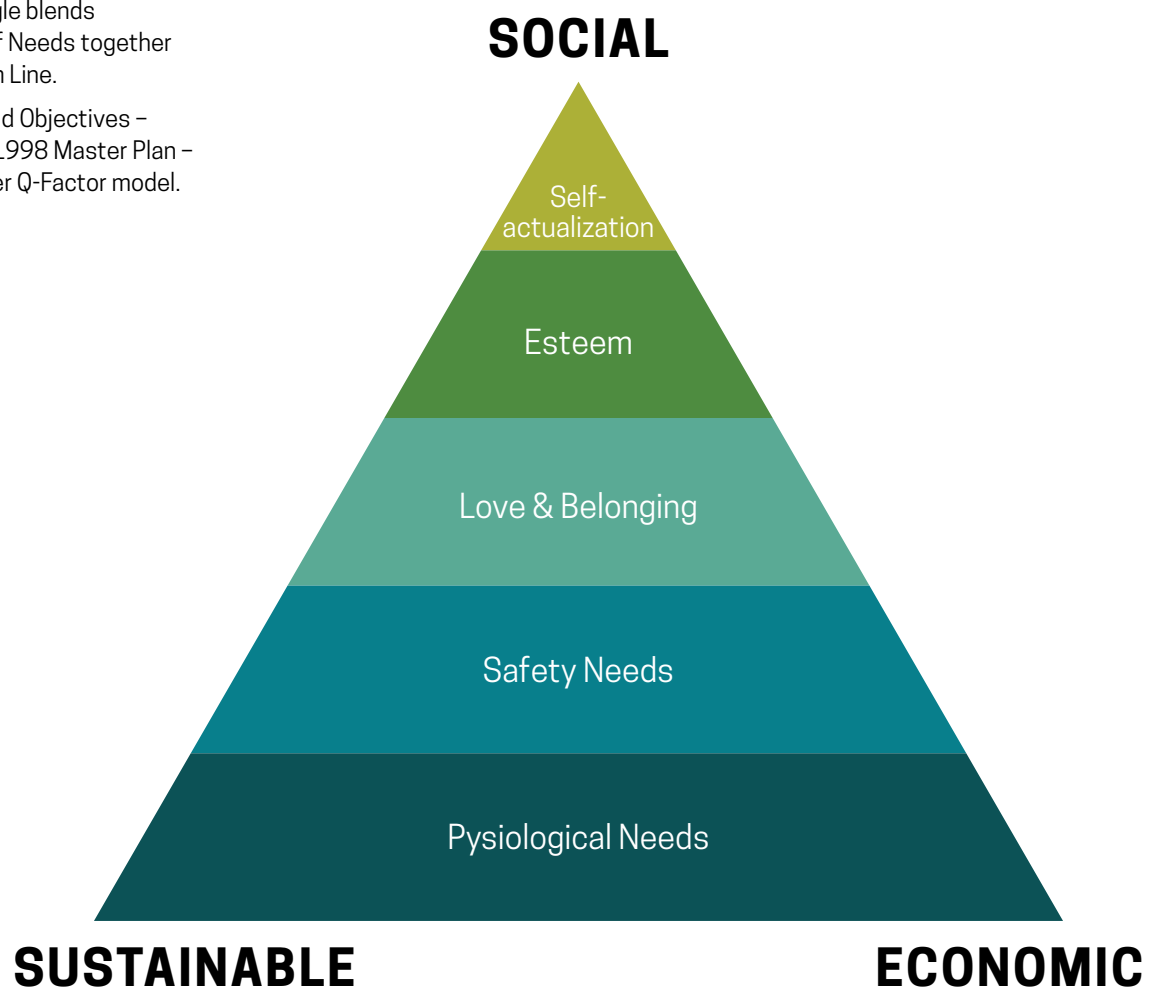 gle blends
f Needs together
n Line.
d Objectives –
1998 Master Plan –
er Q-Factor model.
SOCIAL
Self-
actualization
Esteem
Love & Belonging
Safety Needs
Pysiological Needs
SUSTAINABLE
ECONOMIC